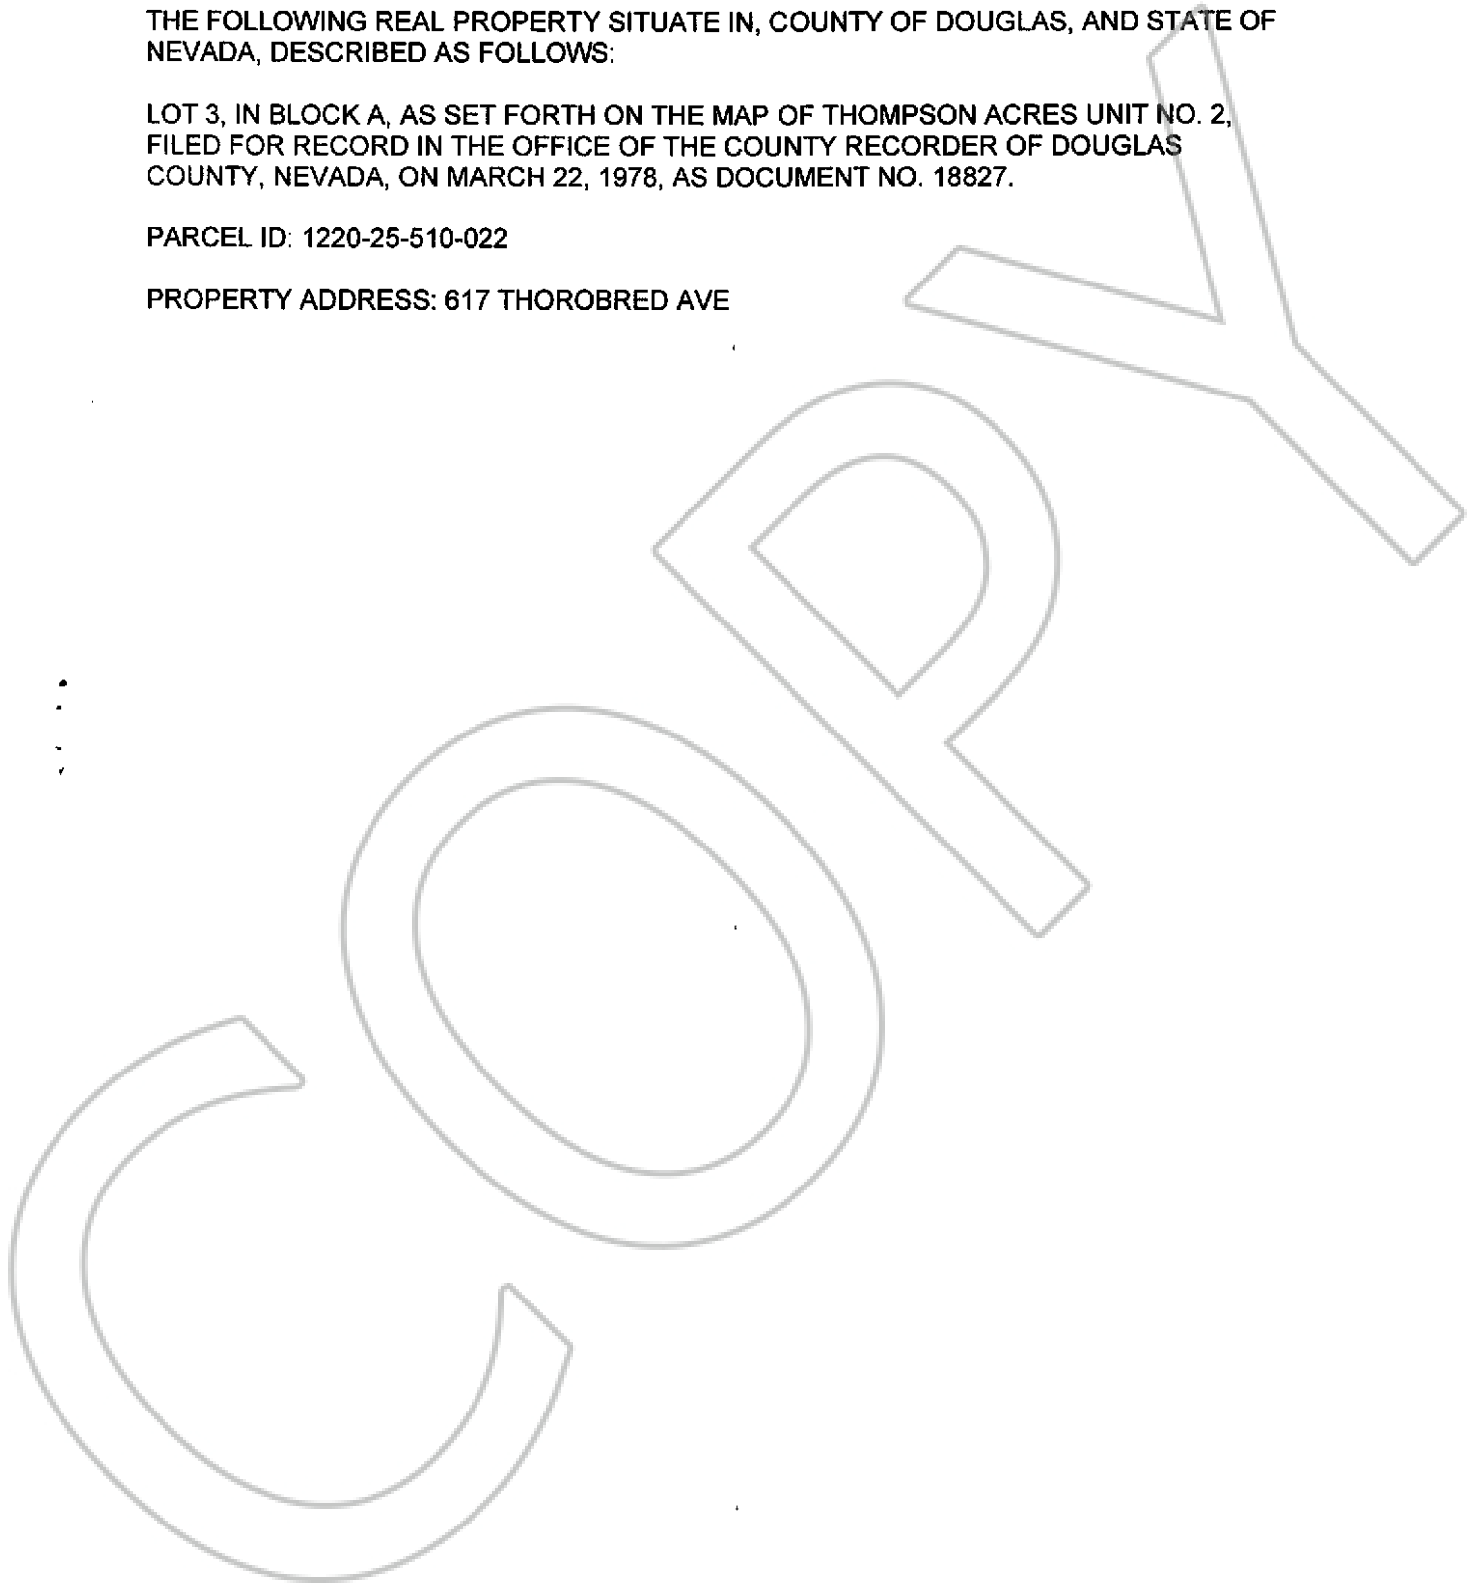 THE FOLLOWING REAL PROPERTY SITUATE IN, COUNTY OF DOUGLAS, AND STATE OF
NEVADA, DESCRIBED AS FOLLOWS:
LOT 3, IN BLOCK A, AS SET FORTH ON THE MAP OF THOMPSON ACRES UNIT NO. 2,
FILED FOR RECORD IN THE OFFICE OF THE COUNTY RECORDER OF DOUGLAS
COUNTY, NEVADA, ON MARCH 22, 1978, AS DOCUMENT NO. 18827.
PARCEL ID: 1220-25-510-022
PROPERTY ADDRESS: 617 THOROBRED AVE
COPY